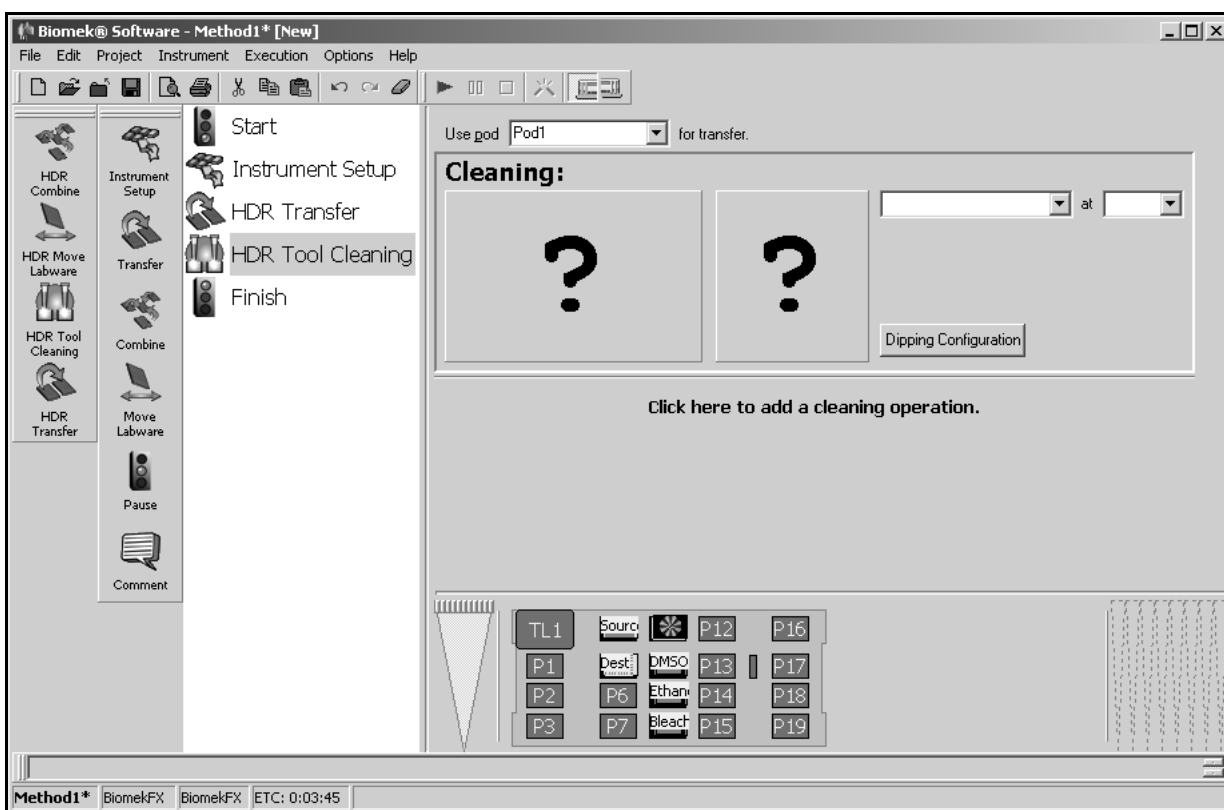 Biomek® Software - Method1* [New]
File Edit Project Instrument Execution Options Help
HDR
Combine
HDR Move
Labware
HDR Tool
Cleaning
HDR
Transfer
Instrument
Setup
Transfer
Combine
Move
Labware
Pause
Comment
Start
Instrument Setup
HDR Transfer
HDR Tool Cleaning
Finish
Use pod Pod1 for transfer.
Cleaning:
? ? at
Dipping Configuration
Click here to add a cleaning operation.
TL1 Sourc P12 P16
P1 Dest DMSO P13 P17
P2 P6 Ethan P14 P18
P3 P7 Bleach P15 P19
Method1* BiomekFX BiomekFX ETC: 0:03:45